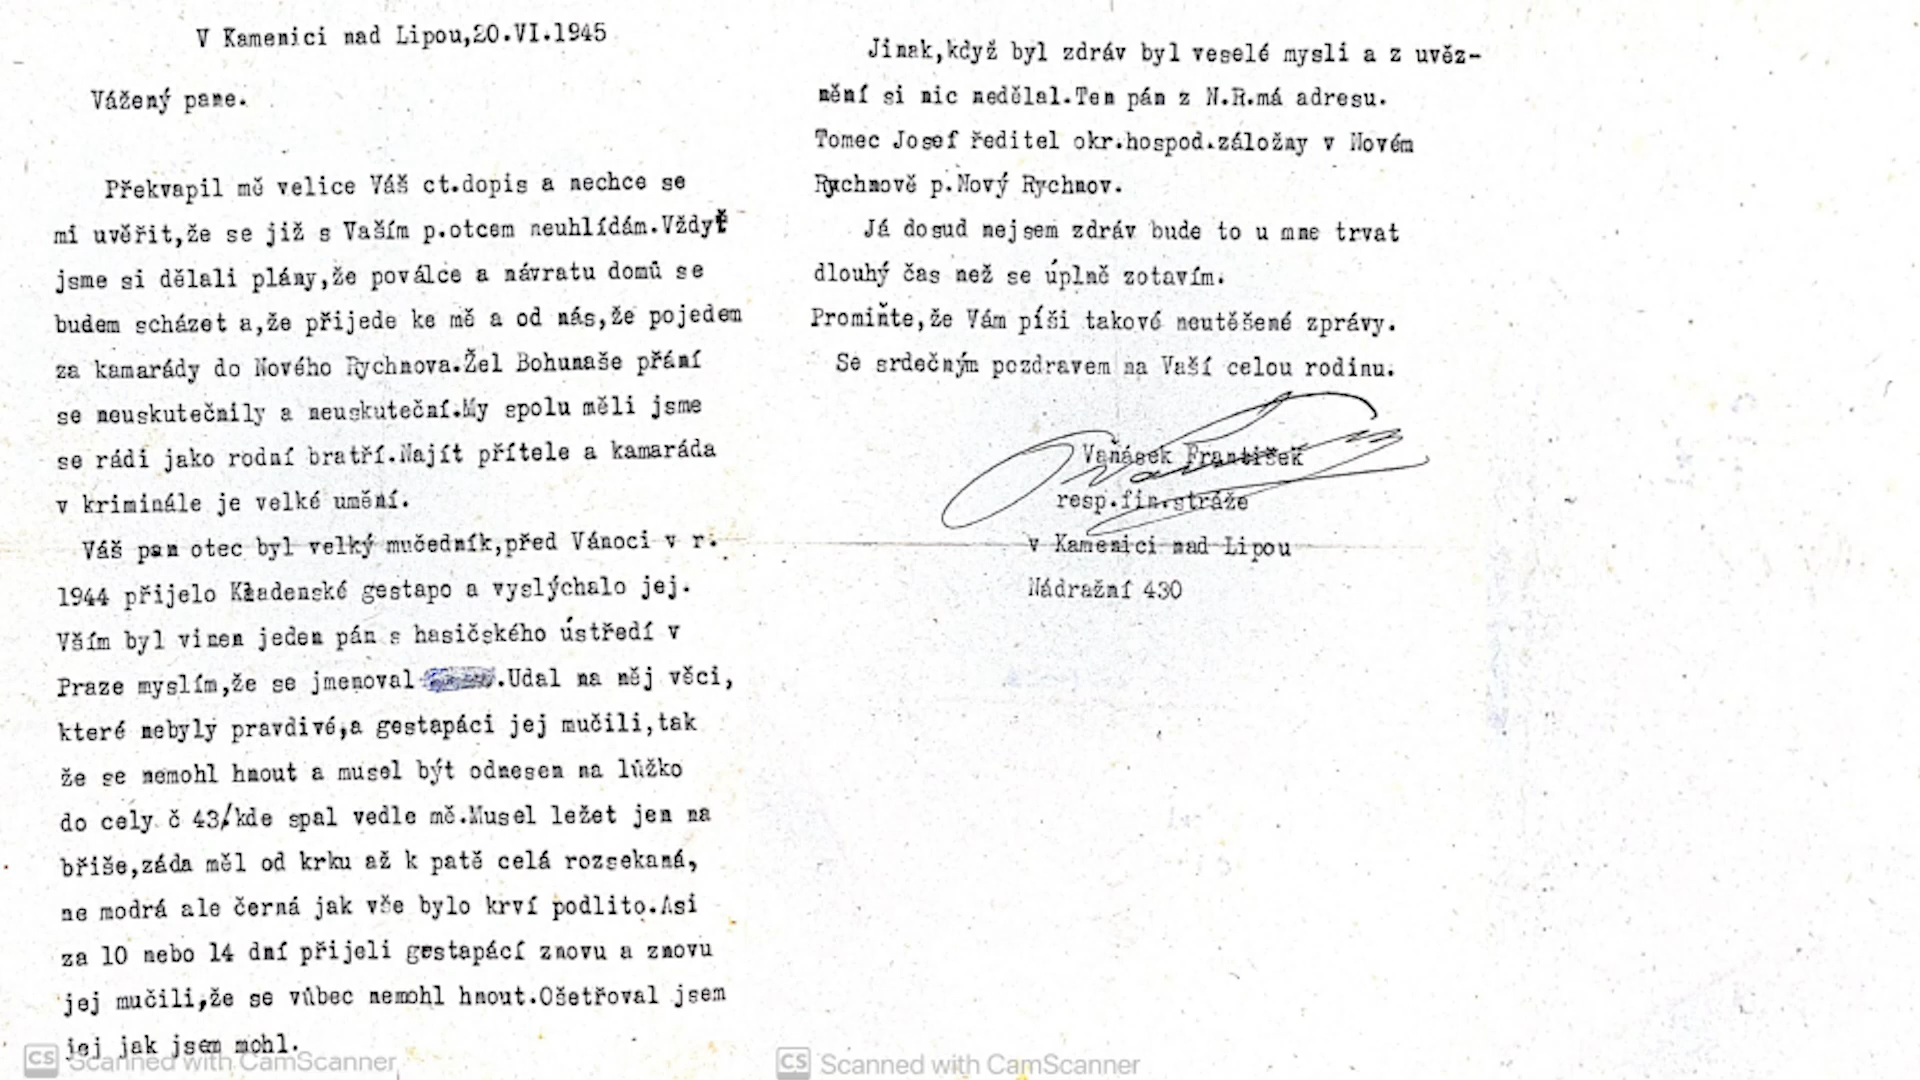 V Kamenici nad Lipou,20.VI.1945
Vážený pane.
Překvapil mě velice Váš ct.dopis a nechce se
mi uvěřit,že se již s Vaším p.otcem neuhlídám.Vždyť
jsme si dělali plány,že poválce a návratu domů se
budem scházet a,že přijede ke mě a od nás,že pojedem
za kamarády do Nového Rychnova.Žel Bohunaše přání
se neuskutečnily a neuskuteční.My spolu měli jsme
se rádi jako rodní bratří.Najít přítele a kamaráda
v kriminále je velké umění.
Váš pan otec byl velký mučedník,před Vánoci v r.
1944 přijelo Kladenské gestapo a vyslýchalo jej.
Vším byl vinen jeden pán s hasičského ústředí v
Praze myslím,že se jmenoval .Udal na něj věci,
které nebyly pravdivé,a gestapáci jej mučili,tak
že se nemohl hnout a musel být odnesen na lůžko
do cely č 43/kde spal vedle mě.Musel ležet jen na
břiše,záda měl od krku až k patě celá rozsekaná,
ne modrá ale černá jak vše bylo krví podlito.Asi
za 10 nebo 14 dní přijeli gestapácí znovu a znovu
jej mučili,že se vůbec nemohl hnout.Ošetřoval jsem
jej jak jsem mohl.
CS Scanned with CamScanner
Jinak,když byl zdráv byl veselé mysli a z uvěz-
nění si nic nedělal.Ten pán z N.R.má adresu.
Tomec Josef ředitel okr.hospod.záložny v Novém
Rychnově p.Nový Rychnov.
Já dosud nejsem zdráv bude to u mne trvat
dlouhý čas než se úplně zotavím.
Promiňte,že Vám píši takové neutěšené zprávy.
Se srdečným pozdravem na Vaší celou rodinu.
Vaňásek František
resp.fin.stráže
v Kamenici nad Lipou
Nádražní 430
CS Scanned with CamScanner